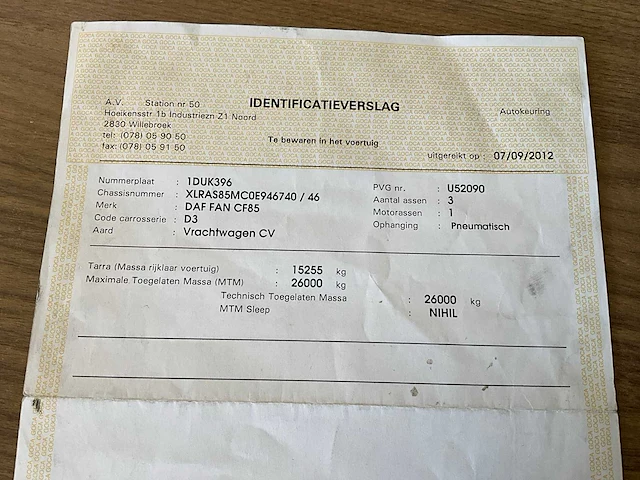 A.V. Station nr 50
IDENTIFICATIEVERSLAG
Autokeuring
Hoeikensstr 1b Industriezn Z1 Noord
2830 Willebroek
tel: (078) 05 90 50
fax: (078) 05 91 50
Te bewaren in het voertuig
uitgereikt op : 07/09/2012
Nummerplaat : 1DUK396
Chassisnummer : XLRAS85MC0E946740 / 46
Merk : DAF FAN CF85
Code carrosserie : D3
Aard : Vrachtwagen CV
PVG nr. : U52090
Aantal assen : 3
Motorassen : 1
Ophanging : Pneumatisch
Tarra (Massa rijklaar voertuig) : 15255 kg
Maximale Toegelaten Massa (MTM) : 26000 kg
Technisch Toegelaten Massa : 26000 kg
MTM Sleep : NIHIL